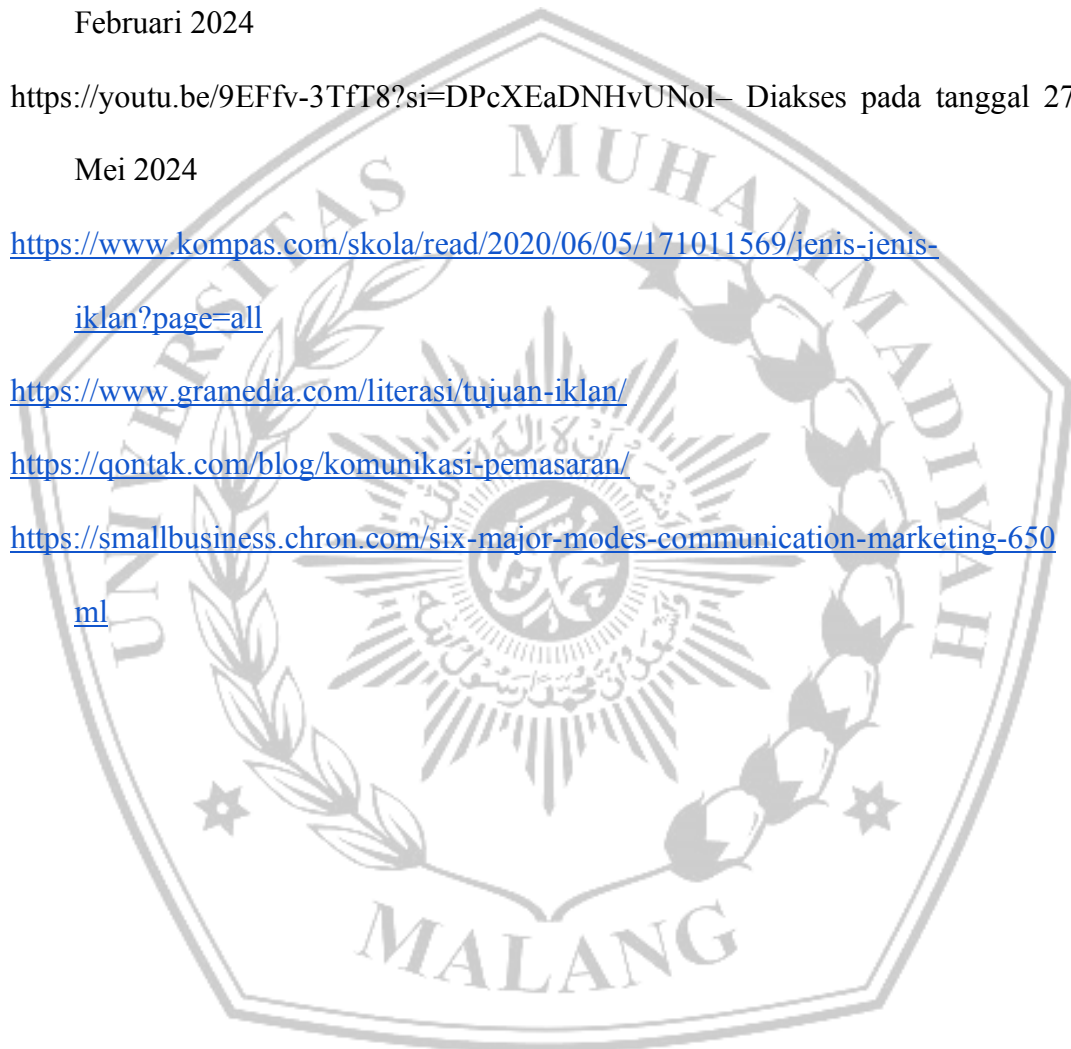 Februari 2024
https://youtu.be/9EFfv-3TfT8?si=DPcXEaDNHvUNoI– Diakses pada tanggal 27
Mei 2024
https://www.kompas.com/skola/read/2020/06/05/171011569/jenis-jenis-
iklan?page=all
https://www.gramedia.com/literasi/tujuan-iklan/
https://qontak.com/blog/komunikasi-pemasaran/
https://smallbusiness.chron.com/six-major-modes-communication-marketing-650
ml
UNIVERSITAS MUHAMMADIYAH
MALANG